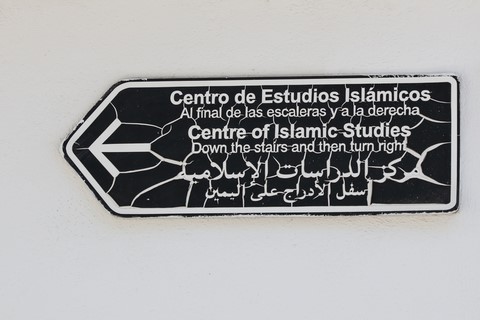 Centro de Estudios Islámicos
Al final de las escaleras y a la derecha
Centre of Islamic Studies
Down the stairs and then turn right
مركز الدراسات الإسلامية
أسفل الأدراج على اليمين